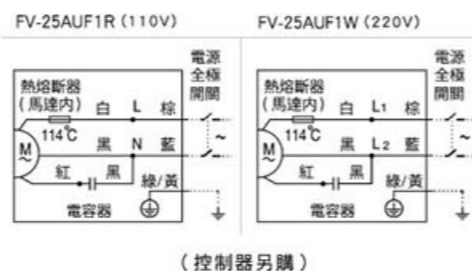 FV-25AUF1R (110V)
FV-25AUF1W (220V)
電源
全極
開關
熱熔斷器
(馬達内)
白 L 棕
114℃
M
~
黑 N 藍
~
紅 黑
綠/黃
電容器
電源
全極
開關
熱熔斷器
(馬達内)
白 L1 棕
114℃
M
~
黑 L2 藍
~
紅 黑
綠/黃
電容器
(控制器另購)